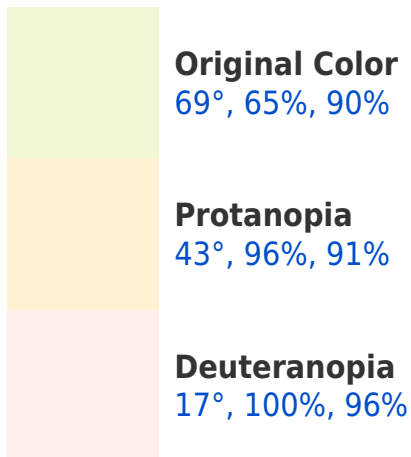 Original Color
69°, 65%, 90%
Protanopia
43°, 96%, 91%
Deuteranopia
17°, 100%, 96%